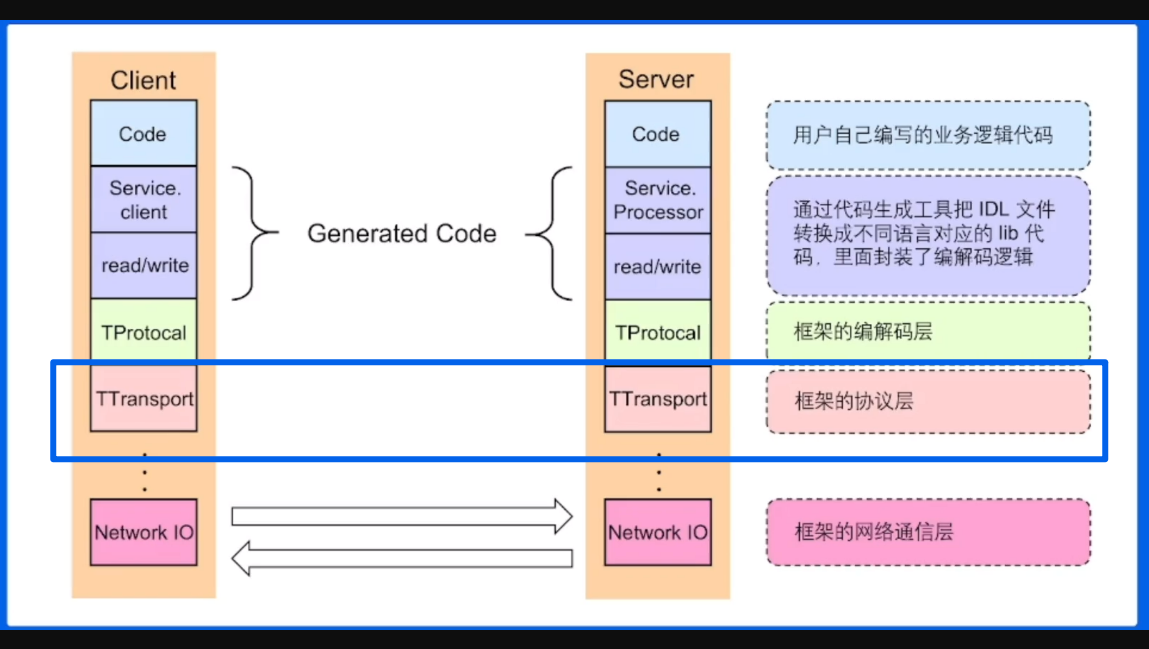 Client
Code
Service.
client
read/write
TProtocal
TTransport
Network IO
Generated Code
Server
Code
Service.
Processor
read/write
TProtocal
TTransport
Network IO
用户自己编写的业务逻辑代码
通过代码生成工具把 IDL 文件
转换成不同语言对应的 lib 代
码，里面封装了编解码逻辑
框架的编解码层
框架的协议层
框架的网络通信层